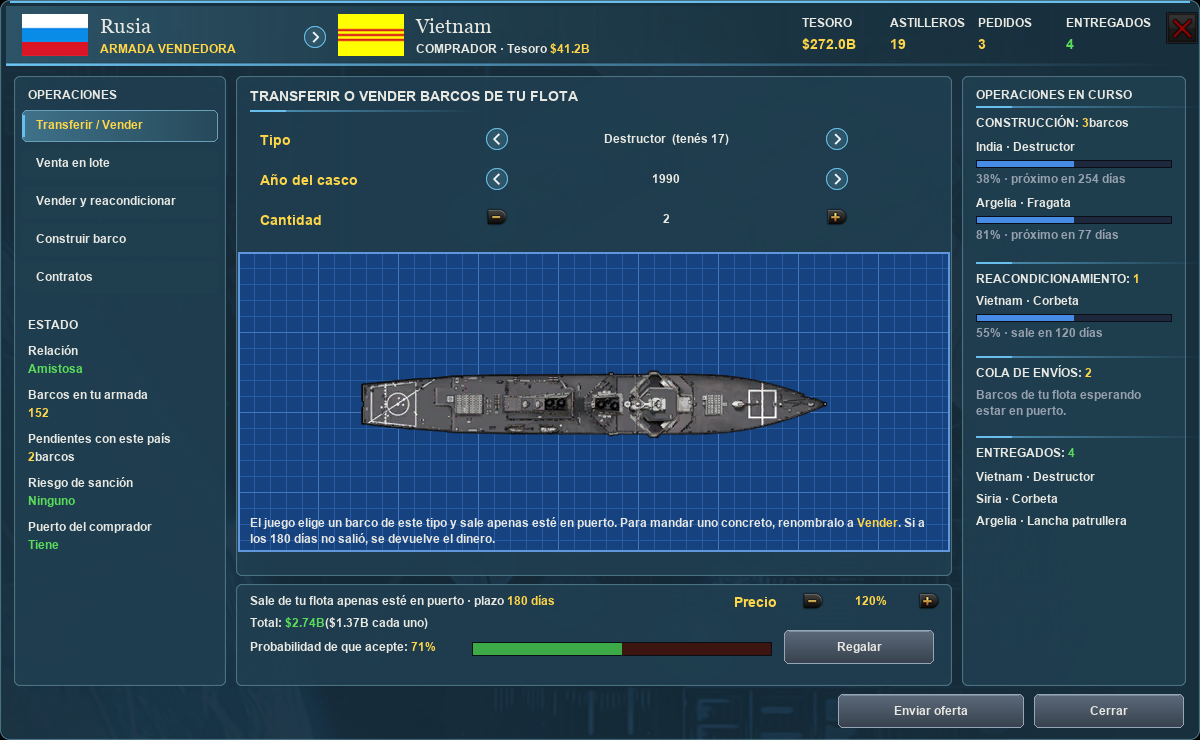 Rusia
ARMADA VENDEDORA
Vietnam
COMPRADOR · Tesoro $41.2B
TESORO
$272.0B
ASTILLEROS
19
PEDIDOS
3
ENTREGADOS
4
OPERACIONES
Transferir / Vender
Venta en lote
Vender y reacondicionar
Construir barco
Contratos
ESTADO
Relación
Amistosa
Barcos en tu armada
152
Pendientes con este país
2barcos
Riesgo de sanción
Ninguno
Puerto del comprador
Tiene
TRANSFERIR O VENDER BARCOS DE TU FLOTA
Tipo
Destructor (tenés 17)
Año del casco
1990
Cantidad
2
El juego elige un barco de este tipo y sale apenas esté en puerto. Para mandar uno concreto, renombralo a Vender. Si a
los 180 días no salió, se devuelve el dinero.
Sale de tu flota apenas esté en puerto · plazo 180 días
Total: $2.74B($1.37B cada uno)
Probabilidad de que acepte: 71%
Precio
120%
Regalar
OPERACIONES EN CURSO
CONSTRUCCIÓN: 3barcos
India · Destructor
38% · próximo en 254 días
Argelia · Fragata
81% · próximo en 77 días
REACONDICIONAMIENTO: 1
Vietnam · Corbeta
55% · sale en 120 días
COLA DE ENVÍOS: 2
Barcos de tu flota esperando
estar en puerto.
ENTREGADOS: 4
Vietnam · Destructor
Siria · Corbeta
Argelia · Lancha patrullera
Enviar oferta
Cerrar